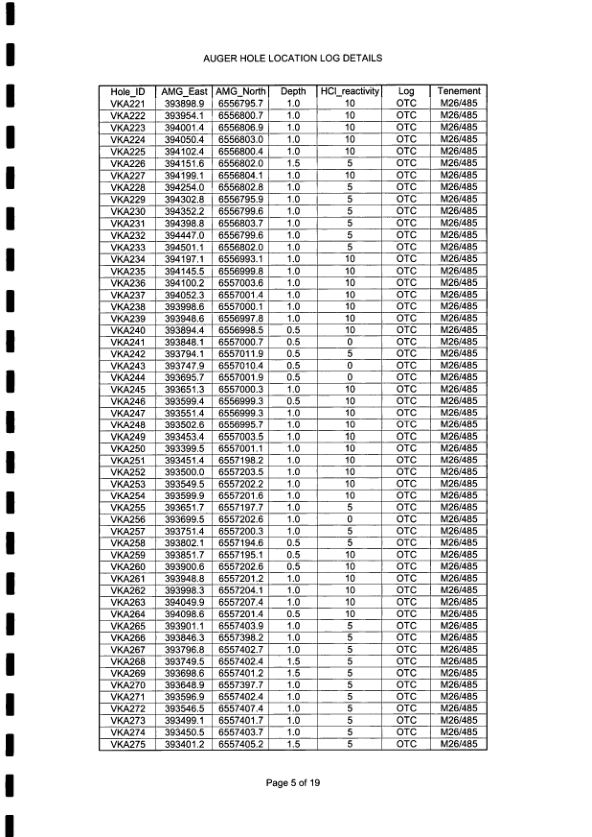 AUGER HOLE LOCATION LOG DETAILS
Hole_ID AMG_East AMG_North Depth HCl_reactivity Log Tenement
VKA221 393898.9 6556795.7 1.0 10 OTC M26/485
VKA222 393954.1 6556800.7 1.0 10 OTC M26/485
VKA223 394001.4 6556806.9 1.0 10 OTC M26/485
VKA224 394050.4 6556803.0 1.0 10 OTC M26/485
VKA225 394102.4 6556800.4 1.0 10 OTC M26/485
VKA226 394151.6 6556802.0 1.5 5 OTC M26/485
VKA227 394199.1 6556804.1 1.0 10 OTC M26/485
VKA228 394254.0 6556802.8 1.0 5 OTC M26/485
VKA229 394302.8 6556795.9 1.0 5 OTC M26/485
VKA230 394352.2 6556799.6 1.0 5 OTC M26/485
VKA231 394398.8 6556803.7 1.0 5 OTC M26/485
VKA232 394447.0 6556799.6 1.0 5 OTC M26/485
VKA233 394501.1 6556802.0 1.0 5 OTC M26/485
VKA234 394197.1 6556993.1 1.0 10 OTC M26/485
VKA235 394145.5 6556999.8 1.0 10 OTC M26/485
VKA236 394100.2 6557003.6 1.0 10 OTC M26/485
VKA237 394052.3 6557001.4 1.0 10 OTC M26/485
VKA238 393998.6 6557000.1 1.0 10 OTC M26/485
VKA239 393948.6 6556997.8 1.0 10 OTC M26/485
VKA240 393894.4 6556998.5 0.5 10 OTC M26/485
VKA241 393848.1 6557000.7 0.5 0 OTC M26/485
VKA242 393794.1 6557011.9 0.5 5 OTC M26/485
VKA243 393747.9 6557010.4 0.5 0 OTC M26/485
VKA244 393695.7 6557001.9 0.5 0 OTC M26/485
VKA245 393651.3 6557000.3 1.0 10 OTC M26/485
VKA246 393599.4 6556999.3 0.5 10 OTC M26/485
VKA247 393551.4 6556999.3 1.0 10 OTC M26/485
VKA248 393502.6 6556995.7 1.0 10 OTC M26/485
VKA249 393453.4 6557003.5 1.0 10 OTC M26/485
VKA250 393399.5 6557001.1 1.0 10 OTC M26/485
VKA251 393451.4 6557198.2 1.0 10 OTC M26/485
VKA252 393500.0 6557203.5 1.0 10 OTC M26/485
VKA253 393549.5 6557202.2 1.0 10 OTC M26/485
VKA254 393599.9 6557201.6 1.0 10 OTC M26/485
VKA255 393651.7 6557197.7 1.0 5 OTC M26/485
VKA256 393699.5 6557202.6 1.0 0 OTC M26/485
VKA257 393751.4 6557200.3 1.0 5 OTC M26/485
VKA258 393802.1 6557194.6 0.5 5 OTC M26/485
VKA259 393851.7 6557195.1 0.5 10 OTC M26/485
VKA260 393900.6 6557202.6 0.5 10 OTC M26/485
VKA261 393948.8 6557201.2 1.0 10 OTC M26/485
VKA262 393998.3 6557204.1 1.0 10 OTC M26/485
VKA263 394049.9 6557207.4 1.0 10 OTC M26/485
VKA264 394098.6 6557201.4 0.5 10 OTC M26/485
VKA265 393901.1 6557403.9 1.0 5 OTC M26/485
VKA266 393846.3 6557398.2 1.0 5 OTC M26/485
VKA267 393796.8 6557402.7 1.0 5 OTC M26/485
VKA268 393749.5 6557402.4 1.5 5 OTC M26/485
VKA269 393698.6 6557401.2 1.5 5 OTC M26/485
VKA270 393648.9 6557397.7 1.0 5 OTC M26/485
VKA271 393596.9 6557402.4 1.0 5 OTC M26/485
VKA272 393546.5 6557407.4 1.0 5 OTC M26/485
VKA273 393499.1 6557401.7 1.0 5 OTC M26/485
VKA274 393450.5 6557403.7 1.0 5 OTC M26/485
VKA275 393401.2 6557405.2 1.5 5 OTC M26/485
Page 5 of 19